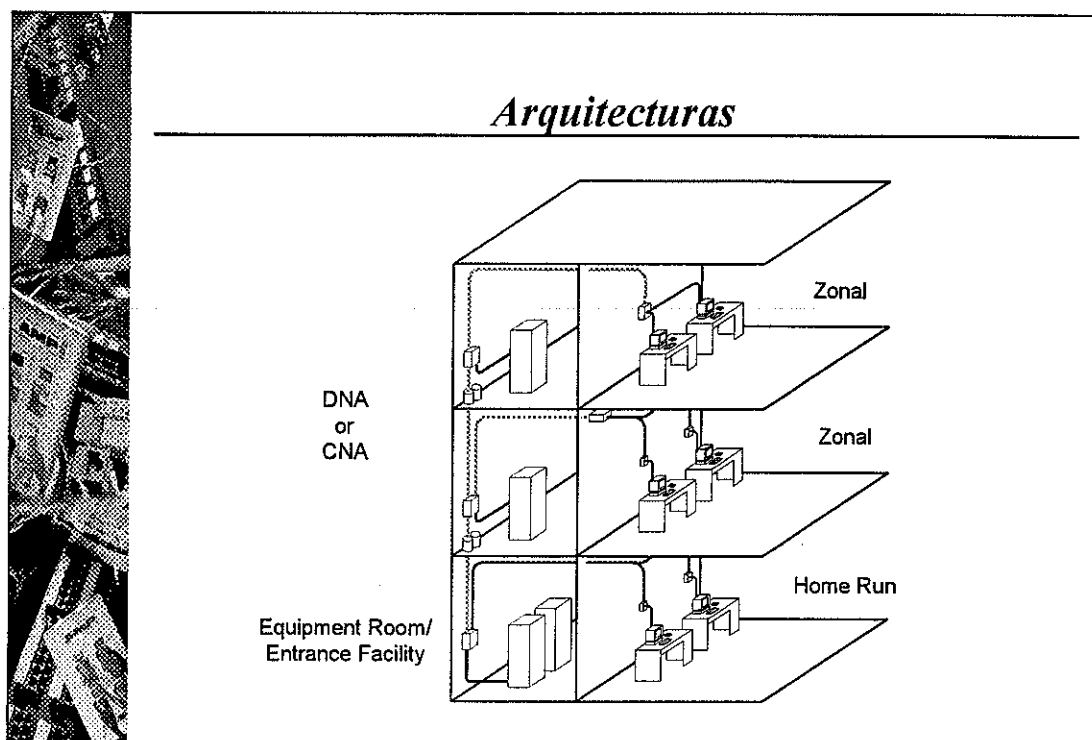 Arquitecturas
Zonal
DNA
or
CNA
Zonal
Home Run
Equipment Room/
Entrance Facility